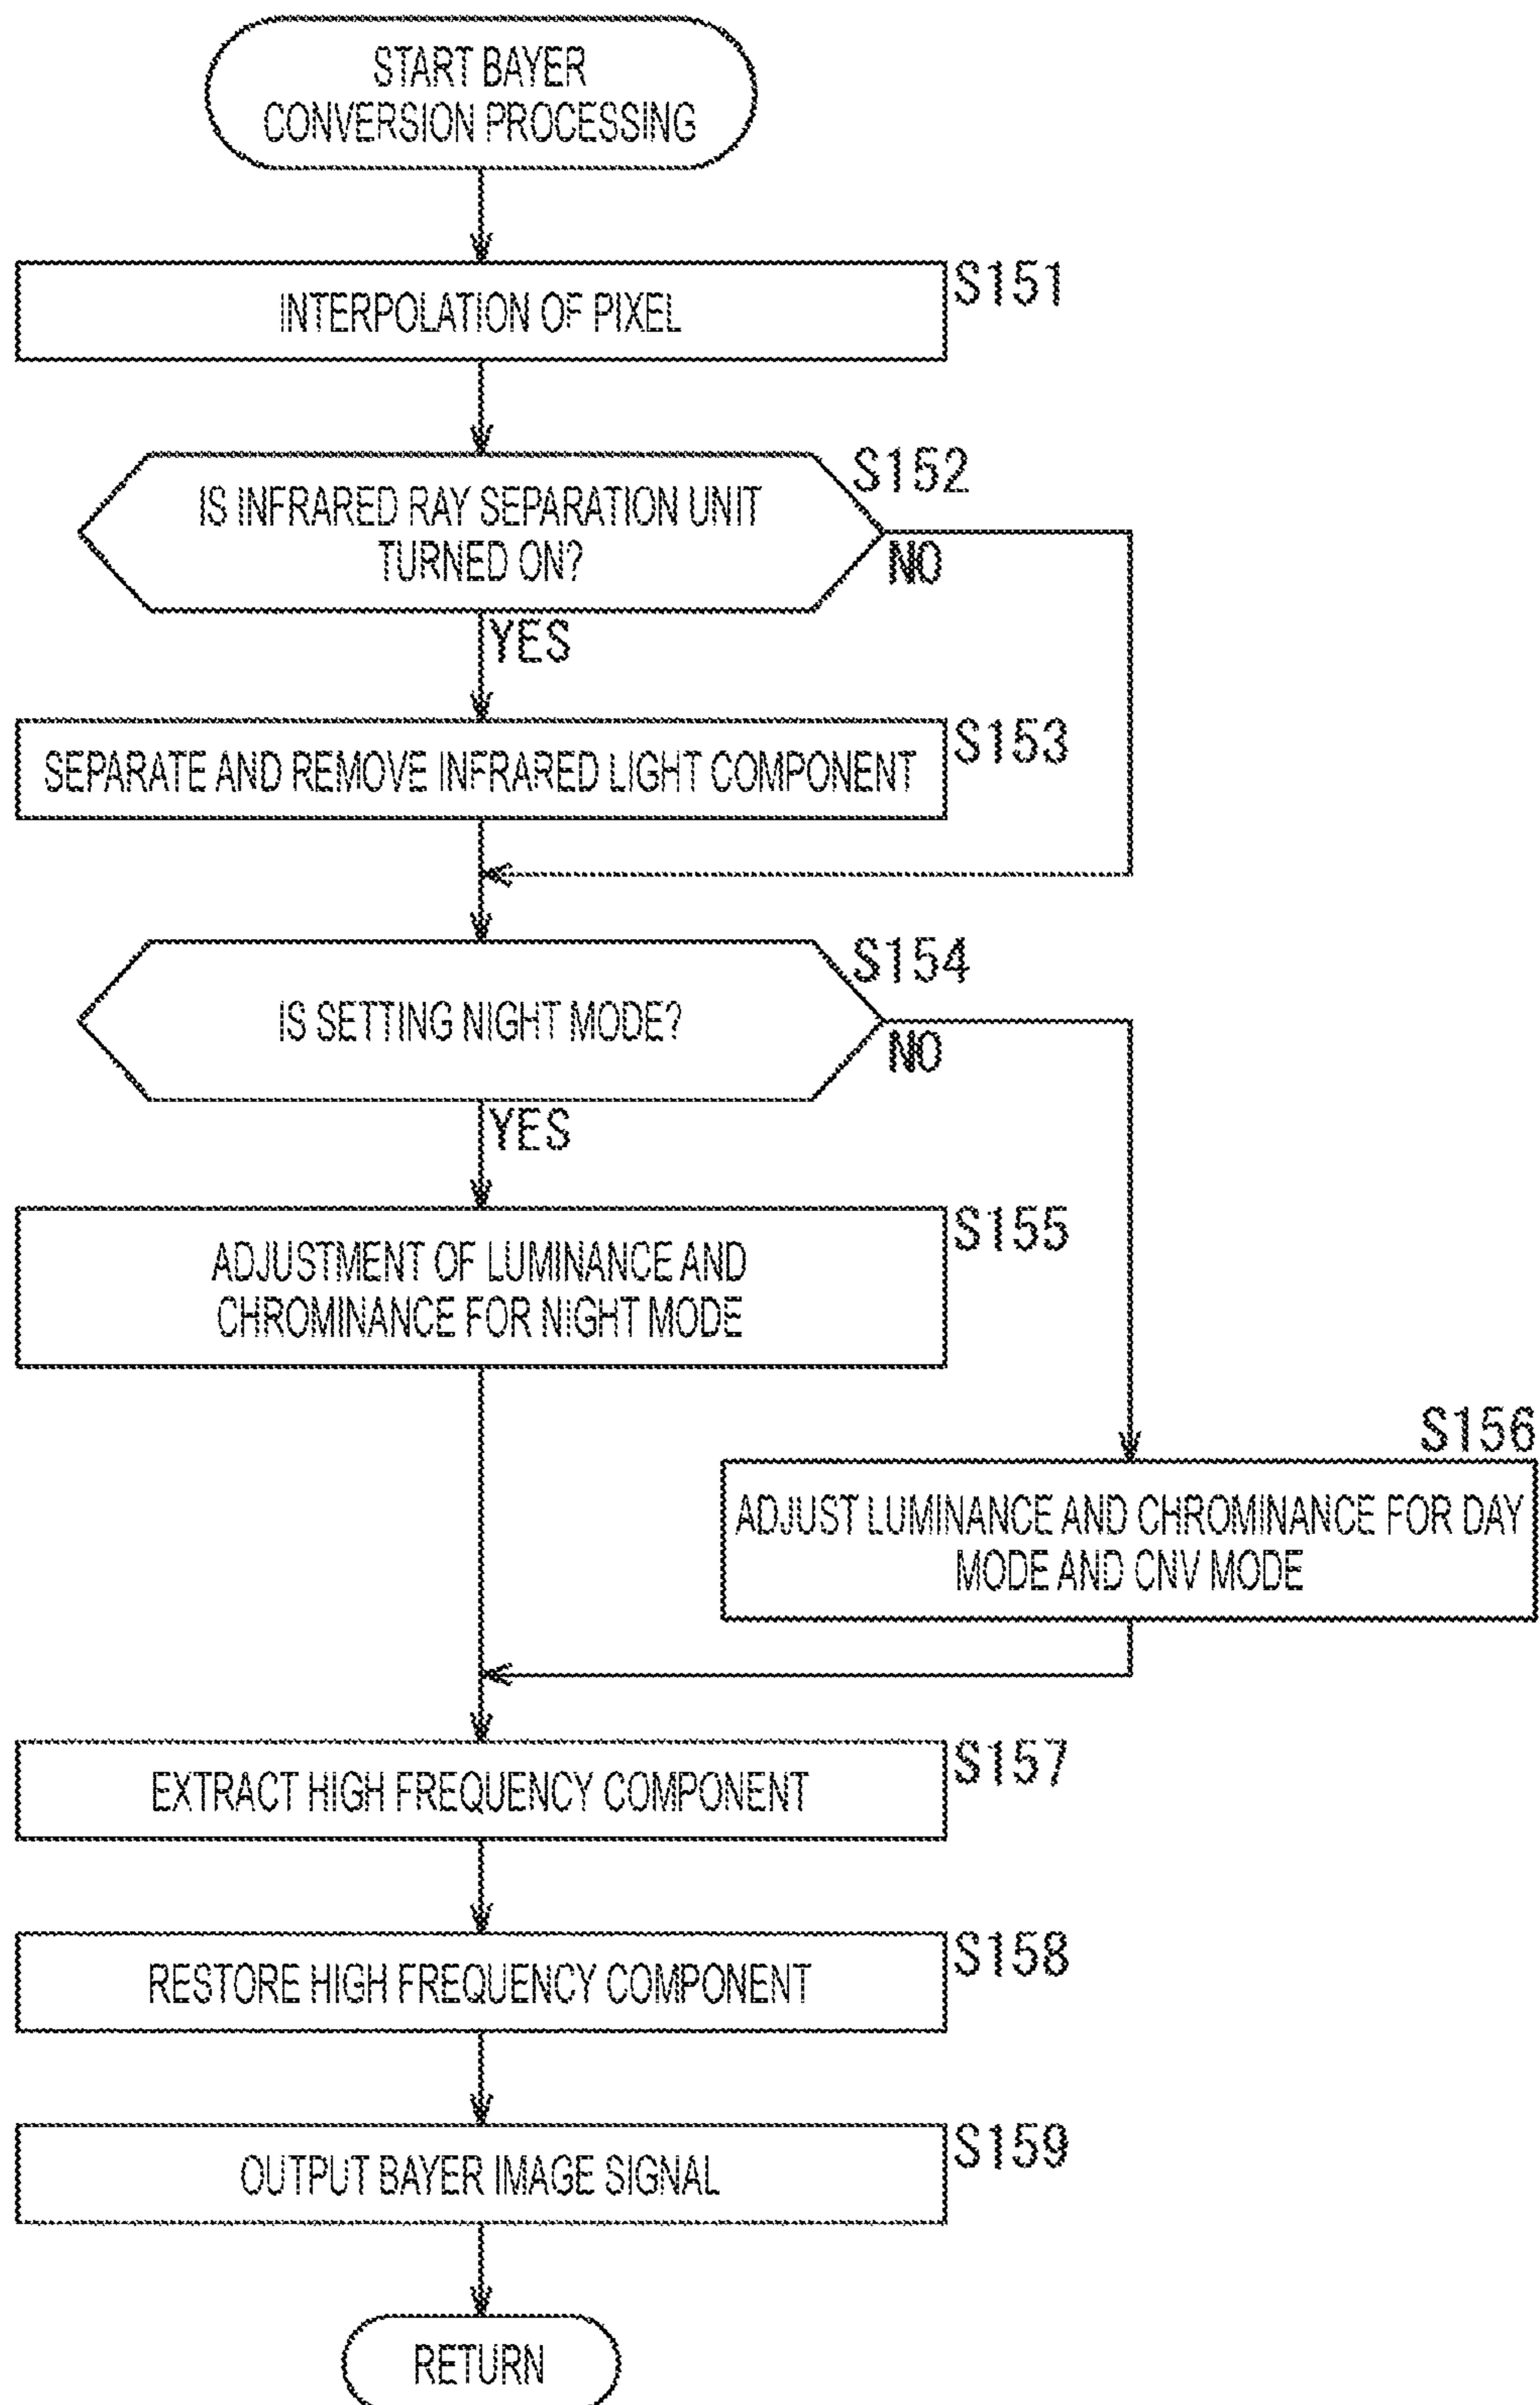 START BAYER
CONVERSION PROCESSING
INTERPOLATION OF PIXEL
S151
IS INFRARED RAY SEPARATION UNIT
TURNED ON?
S152
NO
YES
SEPARATE AND REMOVE INFRARED LIGHT COMPONENT
S153
IS SETTING NIGHT MODE?
S154
NO
YES
ADJUSTMENT OF LUMINANCE AND
CHROMINANCE FOR NIGHT MODE
S155
S156
ADJUST LUMINANCE AND CHROMINANCE FOR DAY
MODE AND CNV MODE
EXTRACT HIGH FREQUENCY COMPONENT
S157
RESTORE HIGH FREQUENCY COMPONENT
S158
OUTPUT BAYER IMAGE SIGNAL
S159
RETURN